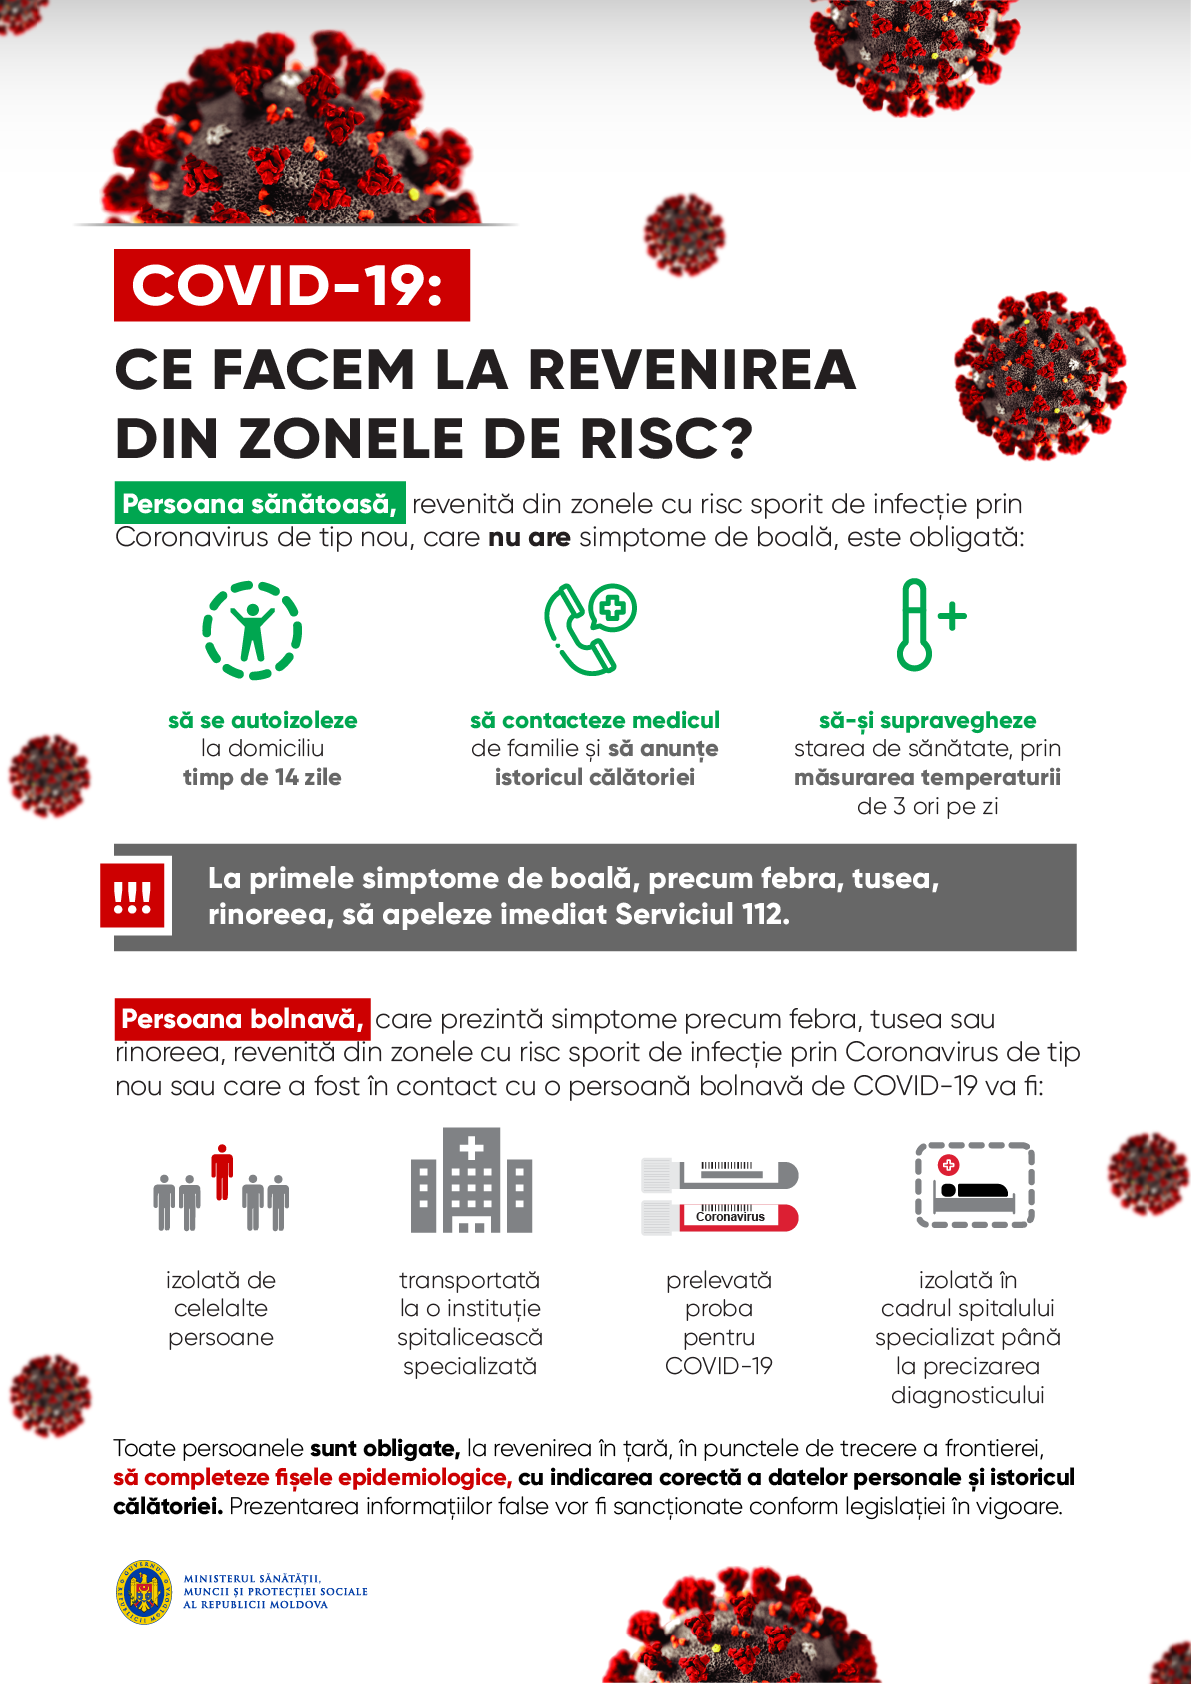 COVID-19:
CE FACEM LA REVENIREA
DIN ZONELE DE RISC?
Persoana sănătoasă, revenită din zonele cu risc sporit de infecție prin
Coronavirus de tip nou, care nu are simptome de boală, este obligată:
să se autoizoleze
la domiciliu
timp de 14 zile
să contacteze medicul
de familie și să anunțe
istoricul călătoriei
să-și supravegheze
starea de sănătate, prin
măsurarea temperaturii
de 3 ori pe zi
!!!
La primele simptome de boală, precum febra, tusea,
rinoreea, să apeleze imediat Serviciul 112.
Persoana bolnavă, care prezintă simptome precum febra, tusea sau
rinoreea, revenită din zonele cu risc sporit de infecție prin Coronavirus de tip
nou sau care a fost în contact cu o persoană bolnavă de COVID-19 va fi:
izolată de
celelalte
persoane
transportată
la o instituție
spitalicească
specializată
Coronavirus
prelevată
proba
pentru
COVID-19
izolată în
cadrul spitalului
specializat până
la precizarea
diagnosticului
Toate persoanele sunt obligate, la revenirea în țară, în punctele de trecere a frontierei,
să completeze fișele epidemiologice, cu indicarea corectă a datelor personale și istoricul
călătoriei. Prezentarea informațiilor false vor fi sancționate conform legislației în vigoare.
GUVERNUL REPUBLICII MOLDOVA
MINISTERUL SĂNĂTĂȚII,
MUNCII ȘI PROTECȚIEI SOCIALE
AL REPUBLICII MOLDOVA